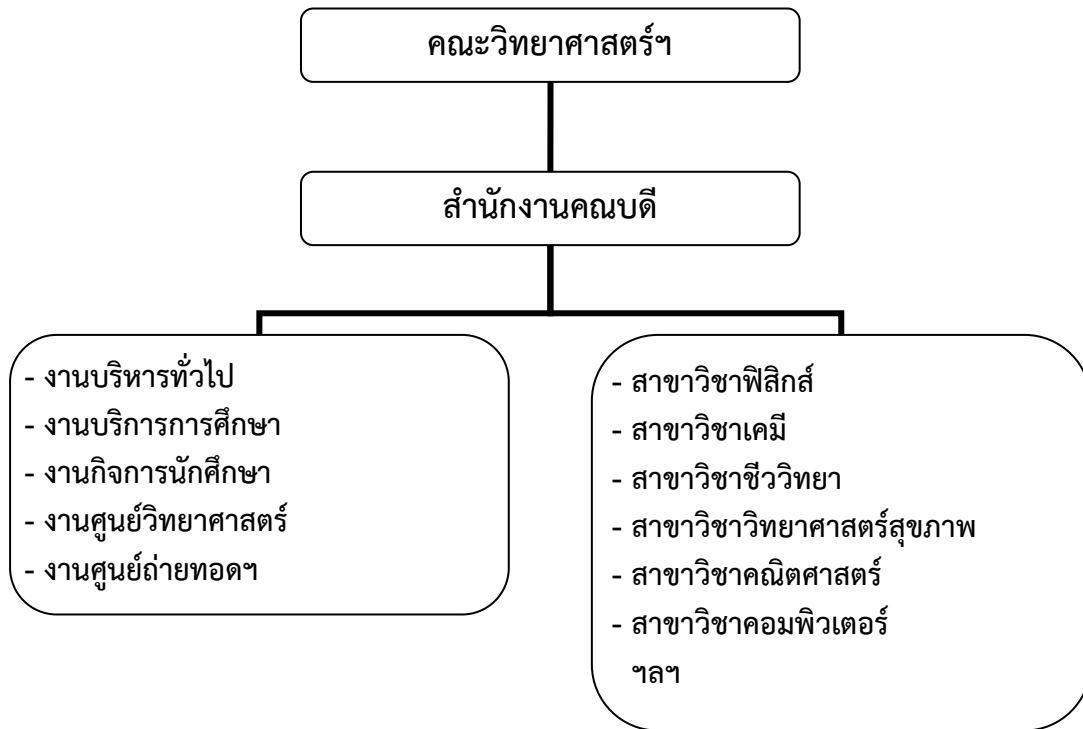 คณะวิทยาศาสตร์ฯ
สำนักงานคณบดี
- งานบริหารทั่วไป
- งานบริการการศึกษา
- งานกิจการนักศึกษา
- งานศูนย์วิทยาศาสตร์
- งานศูนย์ถ่ายทอดฯ
- สาขาวิชาฟิสิกส์
- สาขาวิชาเคมี
- สาขาวิชาชีววิทยา
- สาขาวิชาวิทยาศาสตร์สุขภาพ
- สาขาวิชาคณิตศาสตร์
- สาขาวิชาคอมพิวเตอร์
ฯลฯ